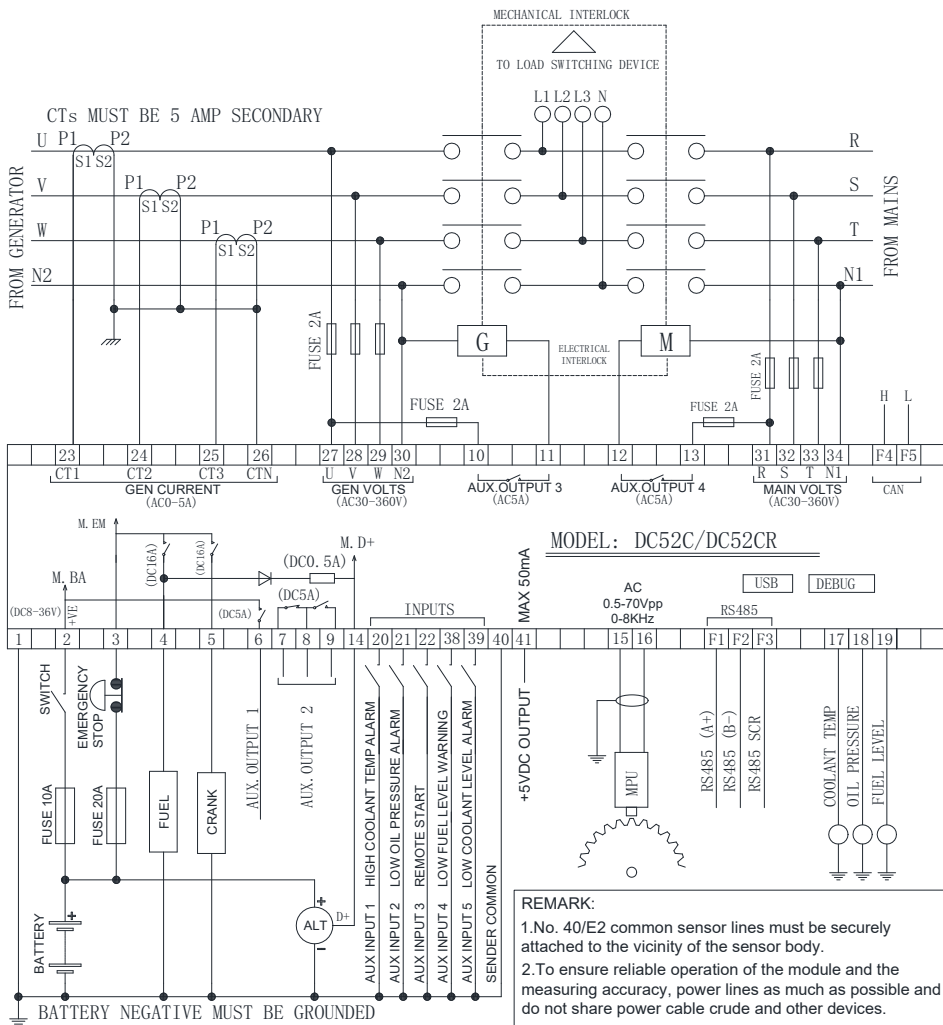 MECHANICAL INTERLOCK
TO LOAD SWITCHING DEVICE
L1 L2 L3 N
CTs MUST BE 5 AMP SECONDARY
U P1 P2
S1 S2
R
V P1 P2
S1 S2
S
W P1 P2
S1 S2
T
N2
N1
FROM GENERATOR
FROM MAINS
FUSE 2A
G
ELECTRICAL
INTERLOCK
M
FUSE 2A
FUSE 2A
FUSE 2A
H L
23 24 25 26 27 28 29 30 10 11 12 13 31 32 33 34 F4 F5
CT1 CT2 CT3 CTN U V W N2 R S T N1
GEN CURRENT
(AC0-5A)
GEN VOLTS
(AC30-360V)
AUX.OUTPUT 3
(AC5A)
AUX.OUTPUT 4
(AC5A)
MAIN VOLTS
(AC30-360V)
CAN
M.EM
(DC16A)
(DC16A)
(DC0.5A)
M.D+
MODEL: DC52C/DC52CR
M.BA
(DC8-36V)
+VE
(DC5A)
(DC5A)
INPUTS
MAX 50mA
AC
0.5-70Vpp
0-8KHz
USB
DEBUG
RS485
1 2 3 4 5 6 7 8 9 14 20 21 22 38 39 40 41 15 16 F1 F2 F3 17 18 19
SWITCH
EMERGENCY
STOP
FUSE 10A
FUSE 20A
FUEL
CRANK
AUX.OUTPUT 1
AUX.OUTPUT 2
AUX INPUT 1 HIGH COOLANT TEMP ALARM
AUX INPUT 2 LOW OIL PRESSURE ALARM
AUX INPUT 3 REMOTE START
AUX INPUT 4 LOW FUEL LEVEL WARNING
AUX INPUT 5 LOW COOLANT LEVEL ALARM
SENDER COMMON
+5VDC OUTPUT
MPU
RS485 (A+)
RS485 (B-)
RS485 SCR
COOLANT TEMP
OIL PRESSURE
FUEL LEVEL
BATTERY
+
+
ALT
D+
-
BATTERY NEGATIVE MUST BE GROUNDED
REMARK:
1.No. 40/E2 common sensor lines must be securely
attached to the vicinity of the sensor body.
2.To ensure reliable operation of the module and the
measuring accuracy, power lines as much as possible and
do not share power cable crude and other devices.